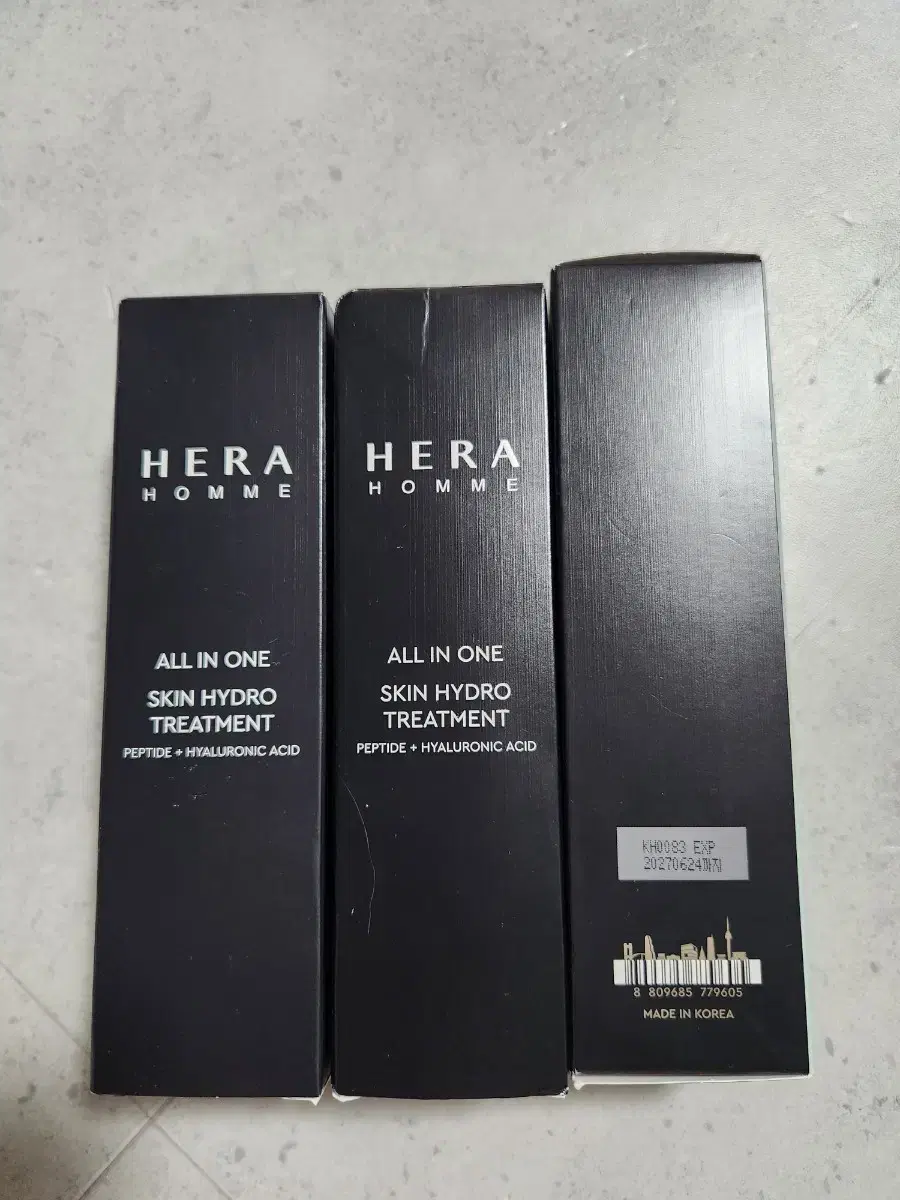 HERA
HOMME
ALL IN ONE
SKIN HYDRO
TREATMENT
PEPTIDE + HYALURONIC ACID
HERA
HOMME
ALL IN ONE
SKIN HYDRO
TREATMENT
PEPTIDE + HYALURONIC ACID
KH0083 EXP
20270624까지
8 809685 779605
MADE IN KOREA